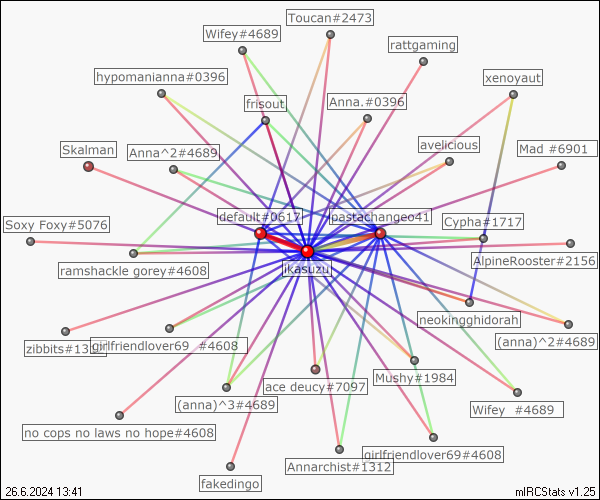 Toucan#2473
Wifey#4689
rattgaming
hypomanianna#0396
xenoyaut
frisout
Anna.#0396
Skalman
Anna^2#4689
avelicious
Mad #6901
default#0617
pastachangeo41
Soxy Foxy#5076
Cypha#1717
ramshackle gorey#4608
ikasuzu
AlpineRooster#2156
neokingghidorah
zibbits#13
girlfriendlover69 #4608
(anna)^2#4689
Mushy#1984
ace deucy#7097
(anna)^3#4689
Wifey #4689
no cops no laws no hope#4608
girlfriendlover69#4608
Annarchist#1312
fakedingo
26.6.2024 13:41
mIRCStats v1.25